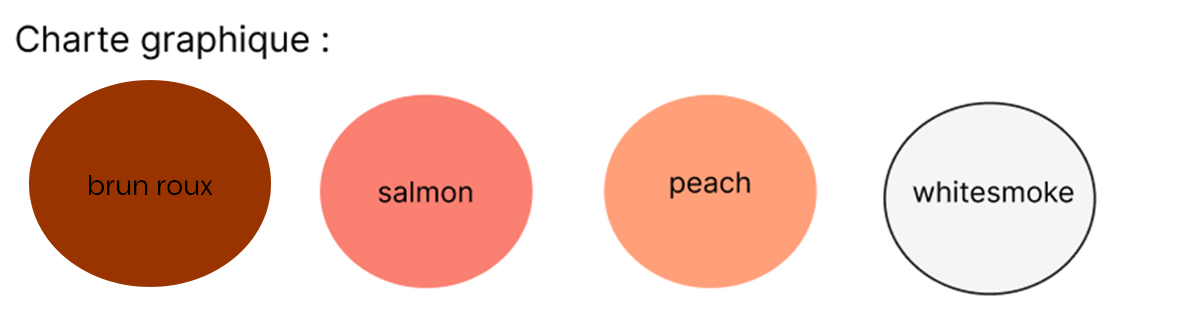 Charte graphique :
brun roux
salmon
peach
whitesmoke